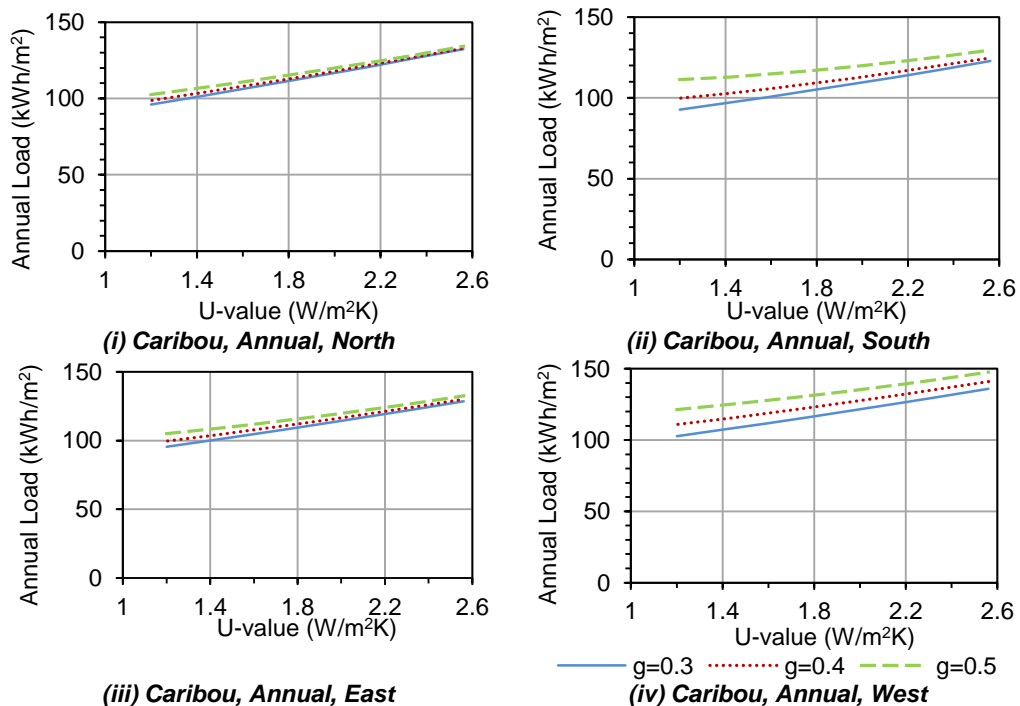 Annual Load (kWh/m²)
150
100
50
0
1
1.4
1.8
2.2
2.6
U-value (W/m²K)
(i) Caribou, Annual, North
Annual Load (kWh/m²)
150
100
50
0
1
1.4
1.8
2.2
2.6
U-value (W/m²K)
(ii) Caribou, Annual, South
Annual Load (kWh/m²)
150
100
50
0
1
1.4
1.8
2.2
2.6
U-value (W/m²K)
(iii) Caribou, Annual, East
Annual Load (kWh/m²)
150
100
50
0
1
1.4
1.8
2.2
2.6
U-value (W/m²K)
g=0.3 g=0.4 g=0.5
(iv) Caribou, Annual, West